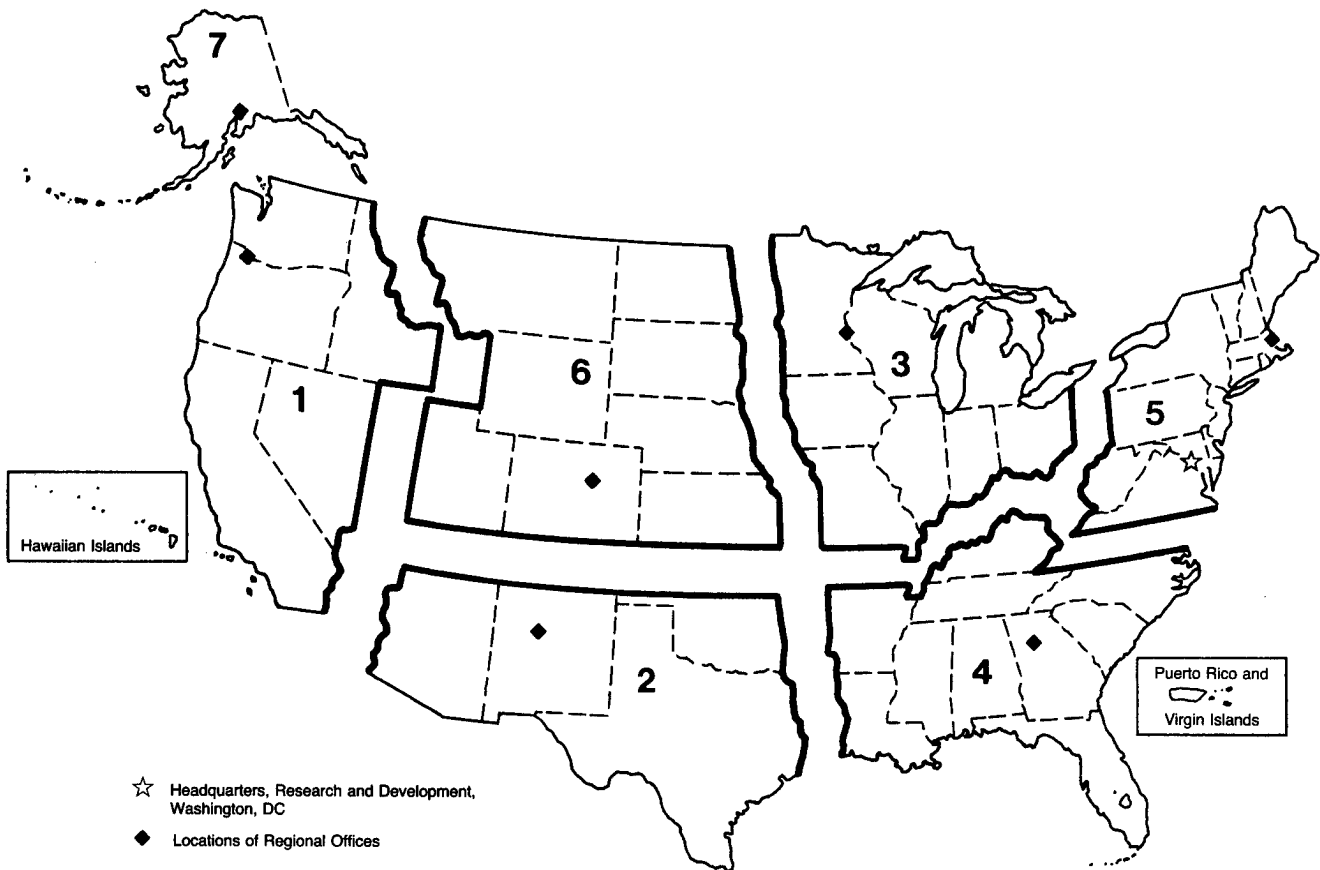 7
6
3
1
5
Hawaiian Islands
2
4
Puerto Rico and
Virgin Islands
Headquarters, Research and Development,
Washington, DC
Locations of Regional Offices